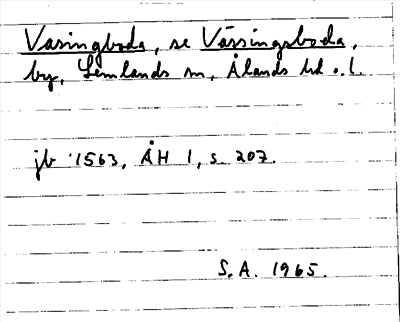 Vasingboda, se Vässingsboda,
by, Lemlands sn, Ålands hd o. l.
jb 1563, ÅH 1, s. 207.
S. A. 1965.